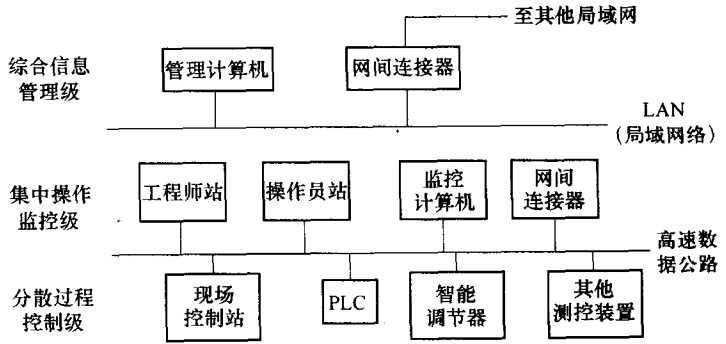 至其他局域网
综合信息
管理级
管理计算机
网间连接器
LAN
（局域网络）
集中操作
监控级
工程师站
操作员站
监控
计算机
网间
连接器
高速数
据公路
分散过程
控制级
现场
控制站
PLC
智能
调节器
其他
测控装置